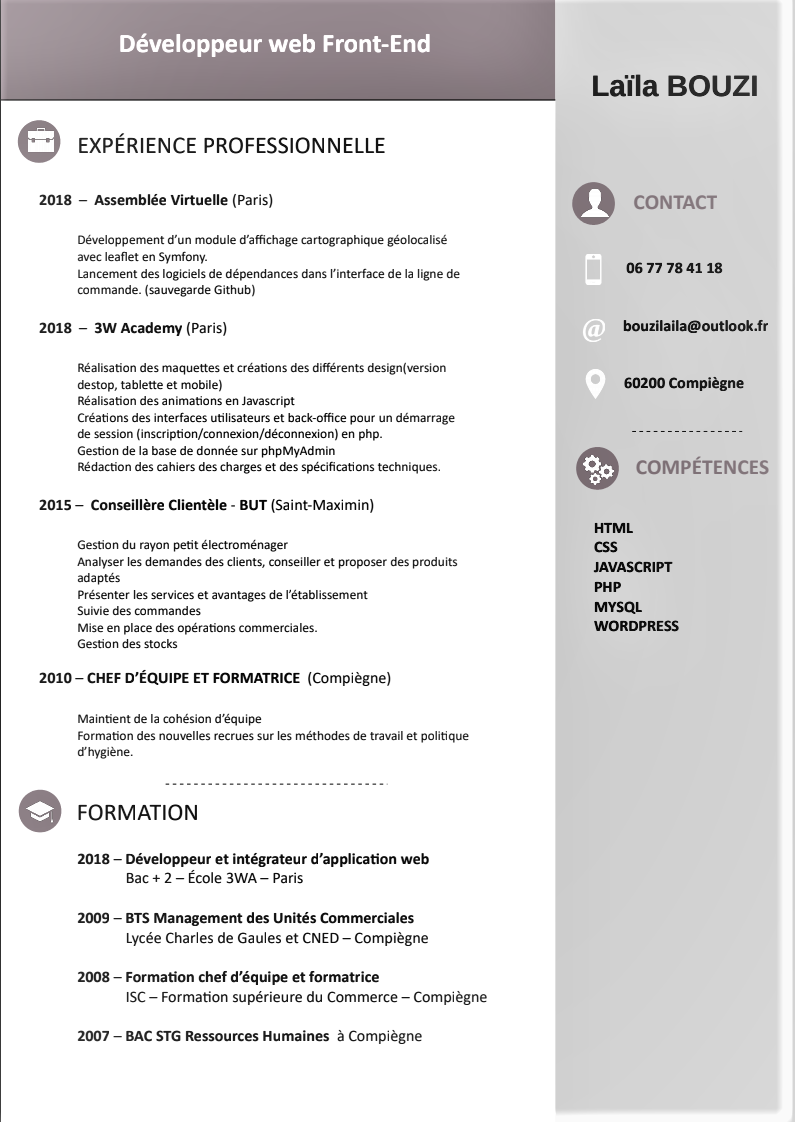 Développeur web Front-End
EXPÉRIENCE PROFESSIONNELLE
2018 – Assemblée Virtuelle (Paris)
Développement d'un module d'affichage cartographique géolocalisé
avec leaflet en Symfony.
Lancement des logiciels de dépendances dans l'interface de la ligne de
commande. (sauvegarde Github)
2018 – 3W Academy (Paris)
Réalisation des maquettes et créations des différents design(version
destop, tablette et mobile)
Réalisation des animations en Javascript
Créations des interfaces utilisateurs et back-office pour un démarrage
de session (inscription/connexion/déconnexion) en php.
Gestion de la base de donnée sur phpMyAdmin
Rédaction des cahiers des charges et des spécifications techniques.
2015 – Conseillère Clientèle - BUT (Saint-Maximin)
Gestion du rayon petit électroménager
Analyser les demandes des clients, conseiller et proposer des produits
adaptés
Présenter les services et avantages de l'établissement
Suivie des commandes
Mise en place des opérations commerciales.
Gestion des stocks
2010 – CHEF D'ÉQUIPE ET FORMATRICE (Compiègne)
Maintient de la cohésion d'équipe
Formation des nouvelles recrues sur les méthodes de travail et politique
d'hygiène.
FORMATION
2018 – Développeur et intégrateur d'application web
Bac + 2 – École 3WA – Paris
2009 – BTS Management des Unités Commerciales
Lycée Charles de Gaules et CNED – Compiègne
2008 – Formation chef d'équipe et formatrice
ISC – Formation supérieure du Commerce – Compiègne
2007 – BAC STG Ressources Humaines à Compiègne
Laïla BOUZI
CONTACT
06 77 78 41 18
@ bouzilaila@outlook.fr
60200 Compiègne
COMPÉTENCES
HTML
CSS
JAVASCRIPT
PHP
MYSQL
WORDPRESS